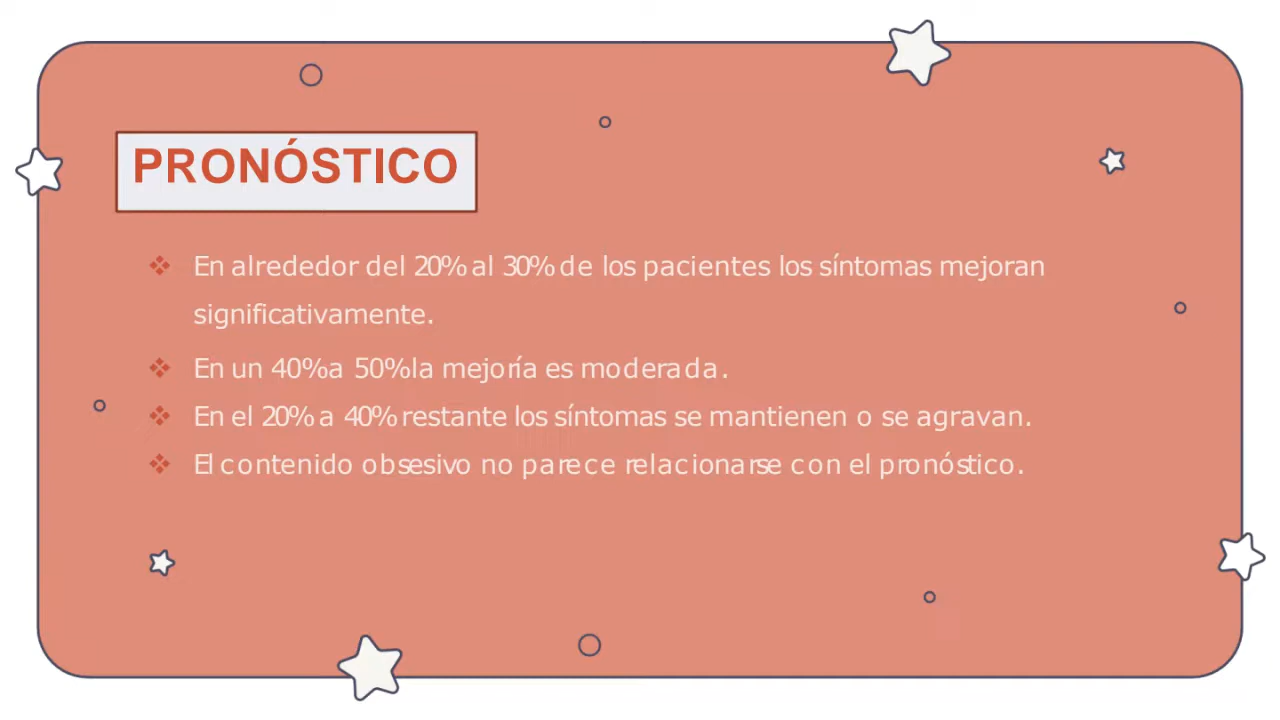 PRONÓSTICO
❖ En alrededor del 20% al 30% de los pacientes los síntomas mejoran
significativamente.
❖ En un 40% a 50% la mejoría es moderada.
❖ En el 20% a 40% restante los síntomas se mantienen o se agravan.
❖ El contenido obsesivo no parece relacionarse con el pronóstico.